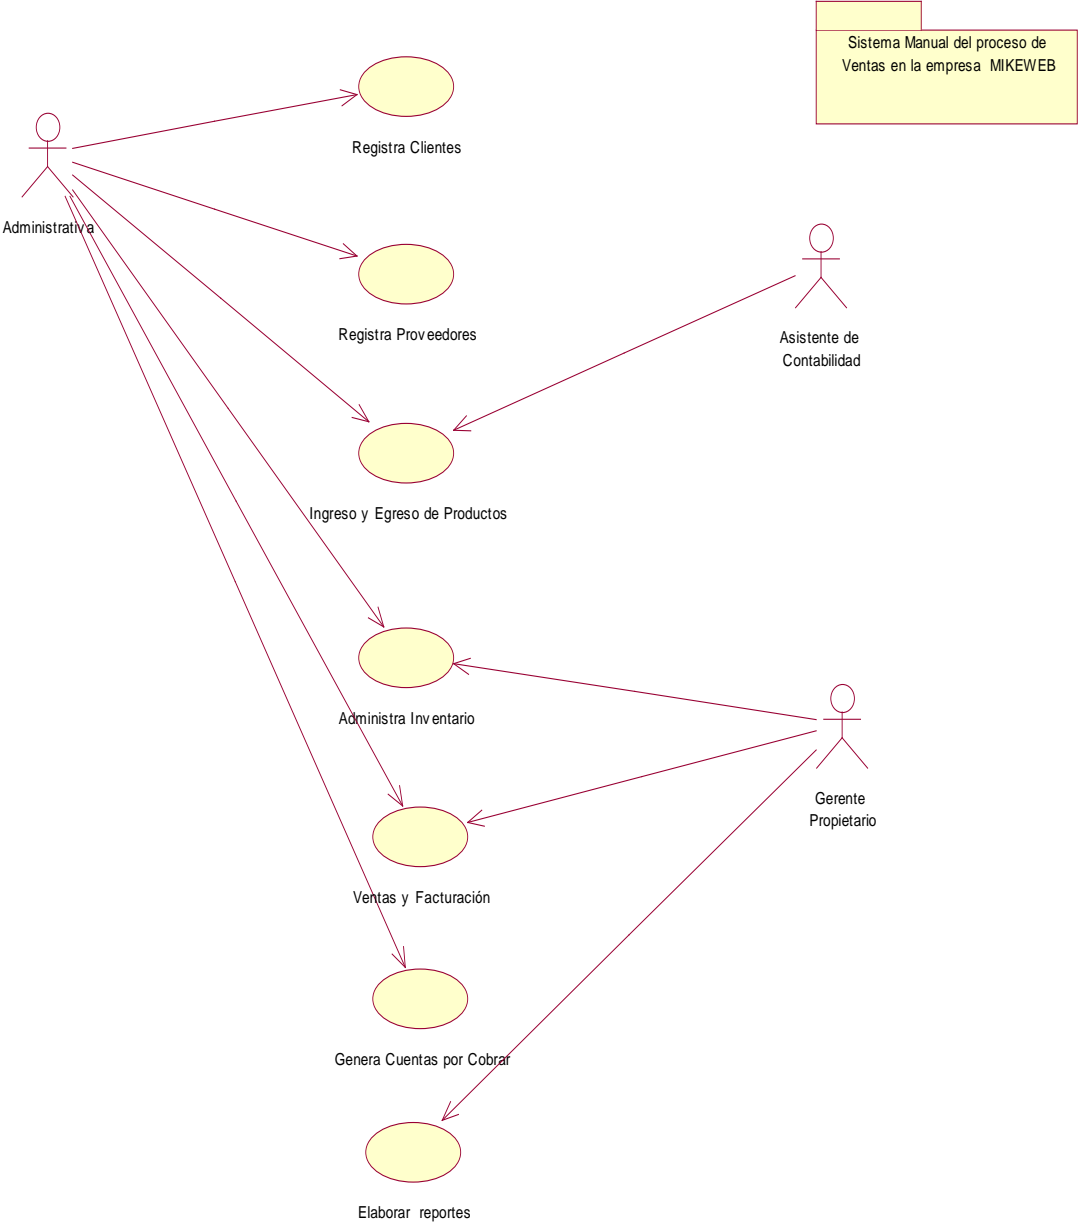 Sistema Manual del proceso de
Ventas en la empresa MIKEWEB
Registra Clientes
Administrativa
Registra Proveedores
Asistente de
Contabilidad
Ingreso y Egreso de Productos
Administra Inventario
Gerente
Propietario
Ventas y Facturación
Genera Cuentas por Cobrar
Elaborar reportes